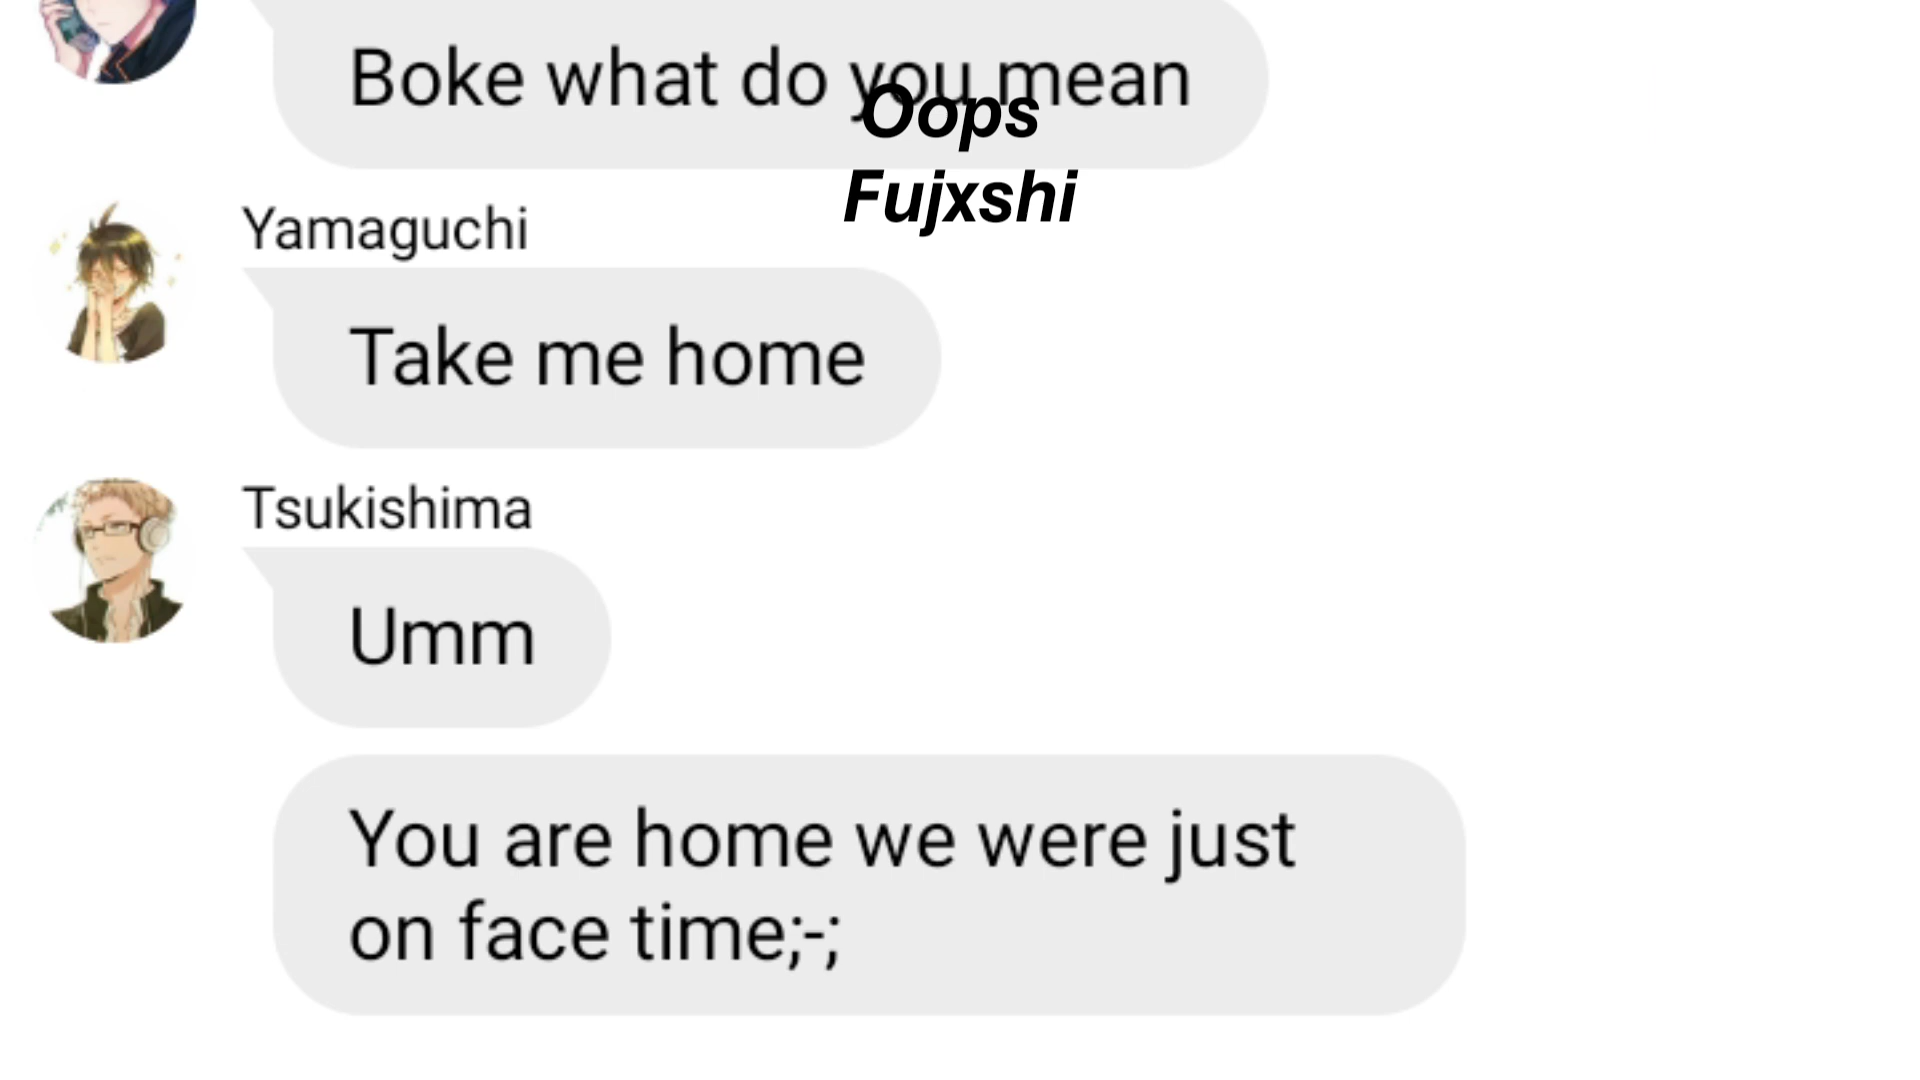 Boke what do you mean
Oops
Fujxshi
Yamaguchi
Take me home
Tsukishima
Umm
You are home we were just
on face time;-;